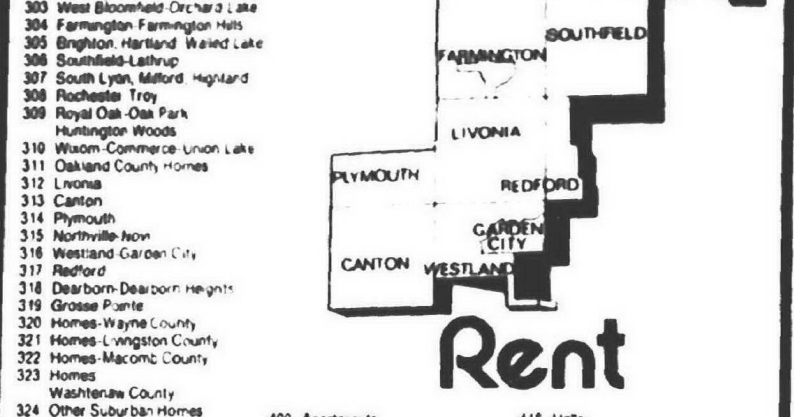 303 West Bloomfield-Orchard Lake
304 Farmington-Farmington Hills
305 Brighton, Hartland, Walled Lake
306 Southfield-Lathrup
307 South Lyon, Milford, Highland
308 Rochester Troy
309 Royal Oak-Oak Park
Huntington Woods
310 Wixom-Commerce-Union Lake
311 Oakland County Homes
312 Livonia
313 Canton
314 Plymouth
315 Northville-Novi
316 Westland-Garden City
317 Redford
318 Dearborn-Dearborn Heights
319 Grosse Pointe
320 Homes-Wayne County
321 Homes-Livingston County
322 Homes-Macomb County
323 Homes
Washtenaw County
324 Other Suburban Homes
SOUTHFIELD
FARMINGTON
LIVONIA
PLYMOUTH
REDFORD
GARDEN
CITY
CANTON WESTLAND
Rent